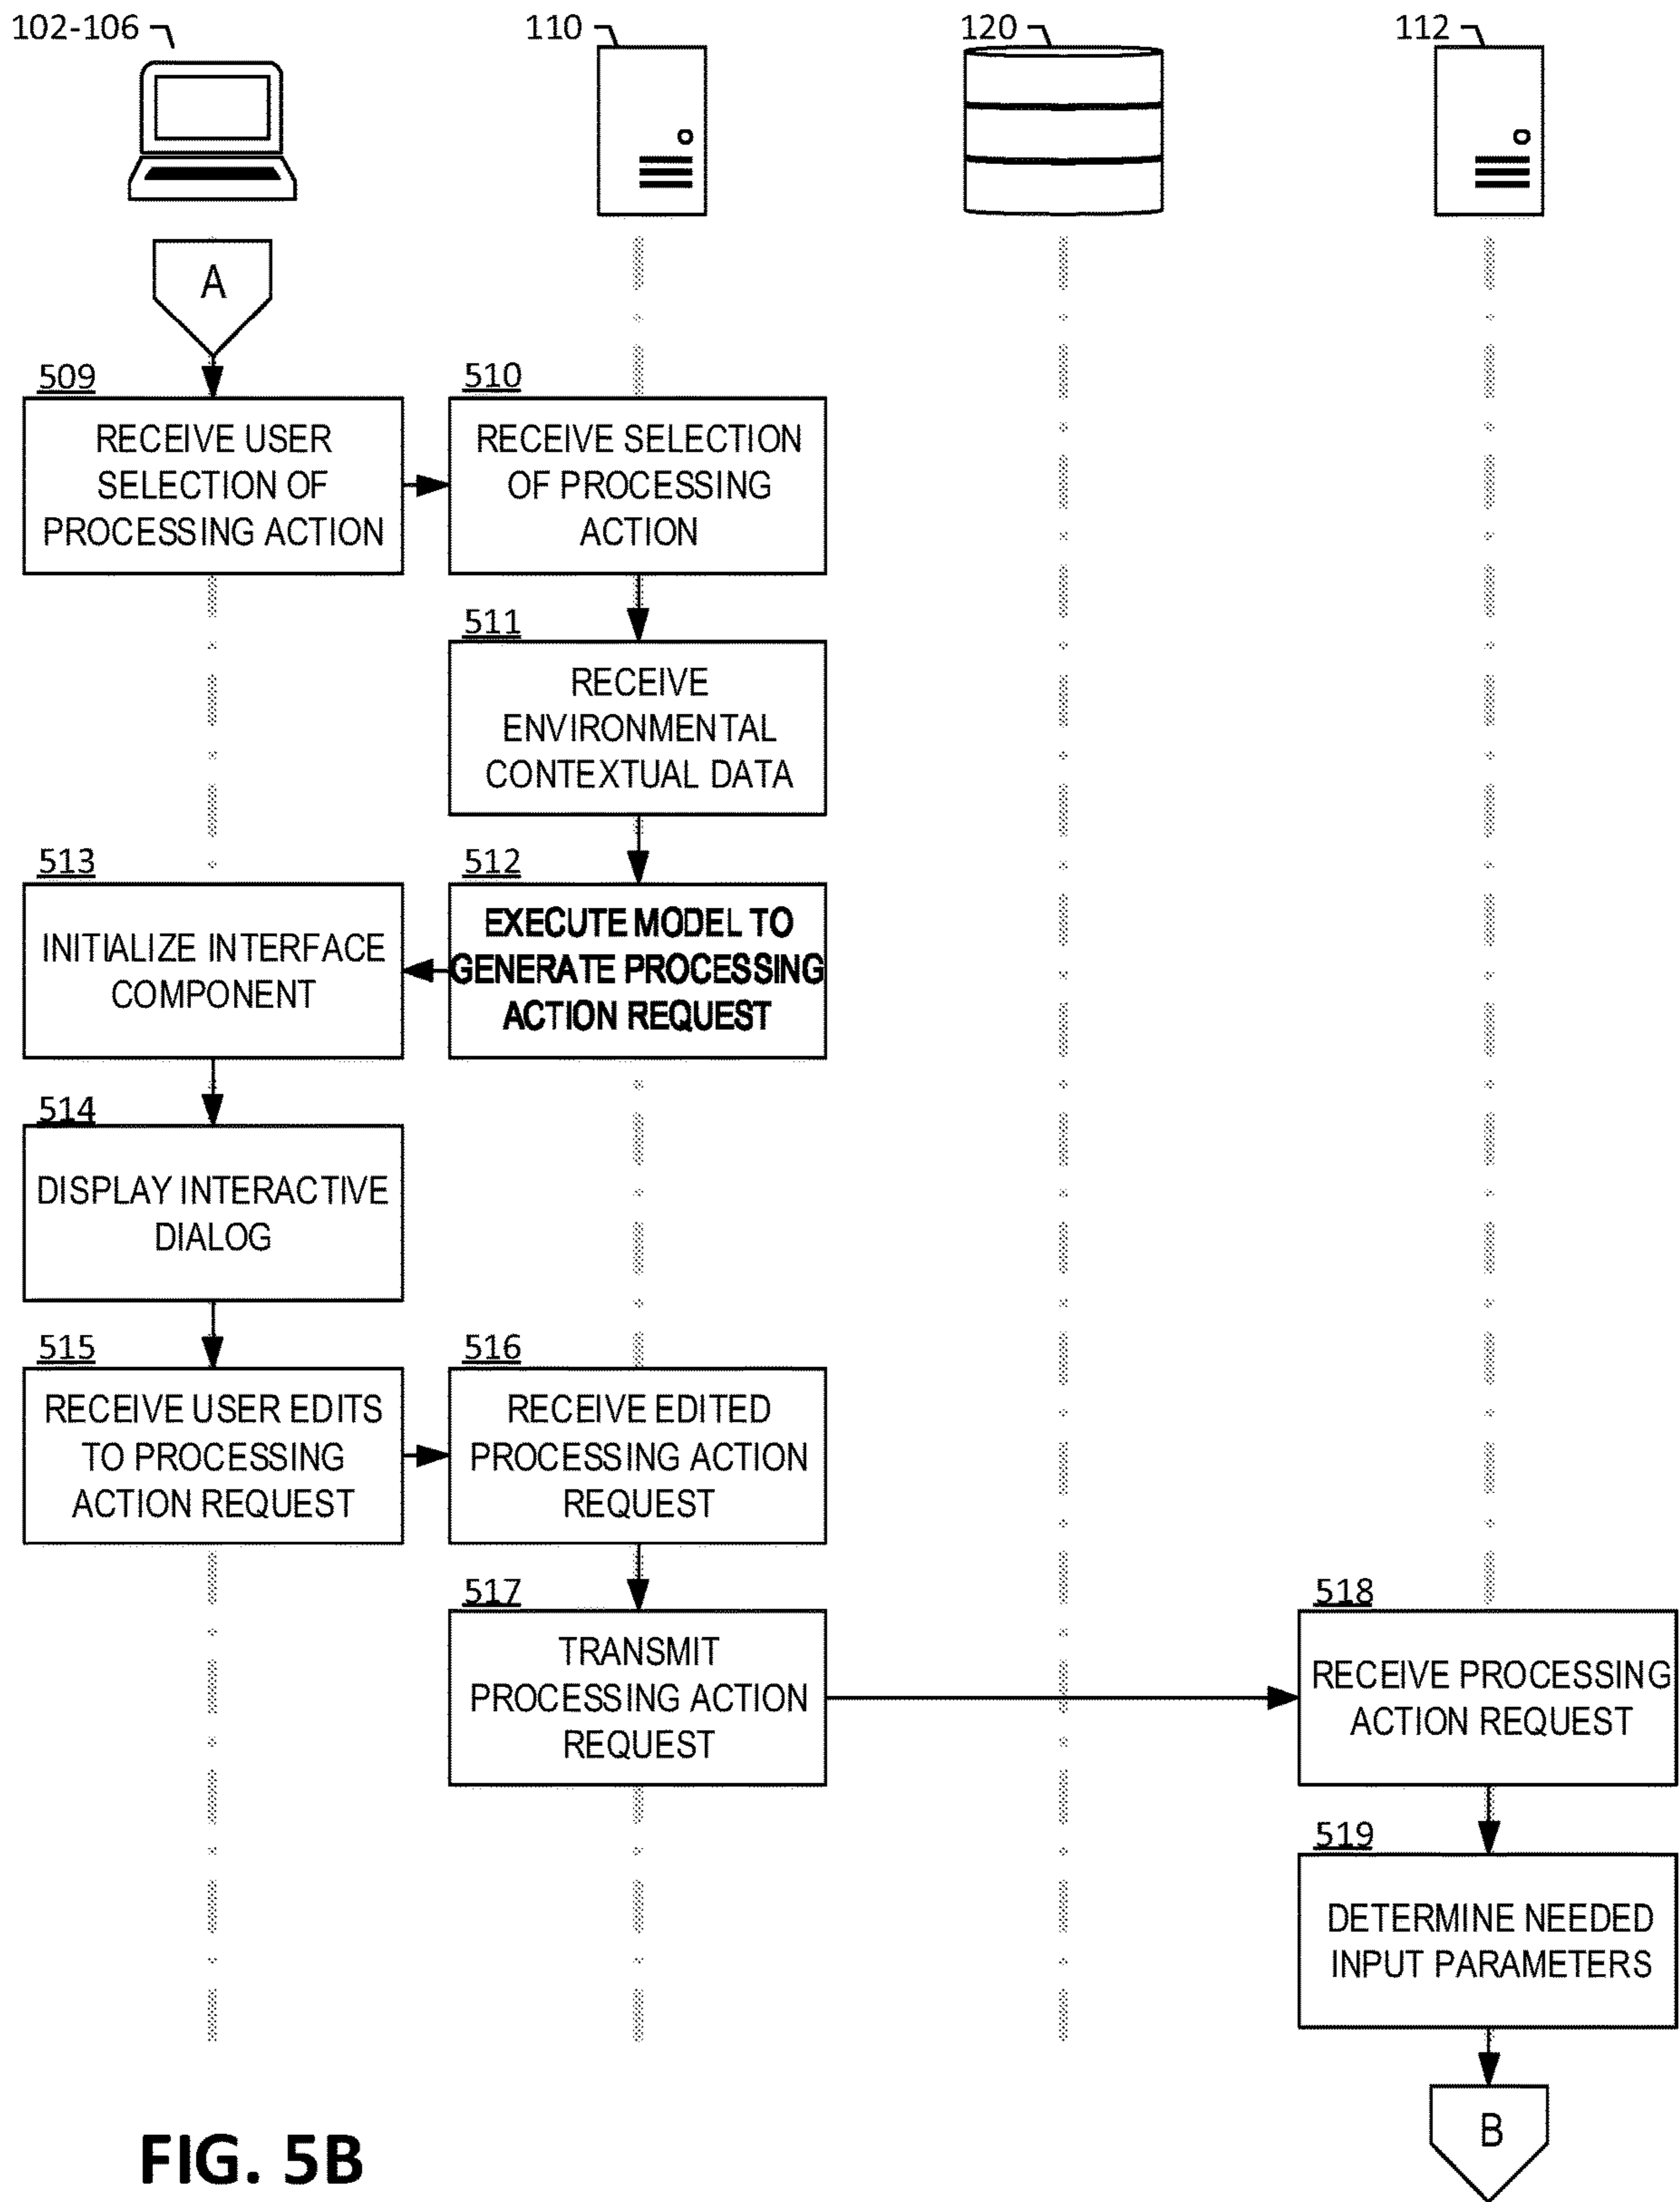 102-106
110
120
112
A
509
RECEIVE USER
SELECTION OF
PROCESSING ACTION
510
RECEIVE SELECTION
OF PROCESSING
ACTION
511
RECEIVE
ENVIRONMENTAL
CONTEXTUAL DATA
512
EXECUTE MODEL TO
GENERATE PROCESSING
ACTION REQUEST
513
INITIALIZE INTERFACE
COMPONENT
514
DISPLAY INTERACTIVE
DIALOG
515
RECEIVE USER EDITS
TO PROCESSING
ACTION REQUEST
516
RECEIVE EDITED
PROCESSING ACTION
REQUEST
517
TRANSMIT
PROCESSING ACTION
REQUEST
518
RECEIVE PROCESSING
ACTION REQUEST
519
DETERMINE NEEDED
INPUT PARAMETERS
B
FIG. 5B